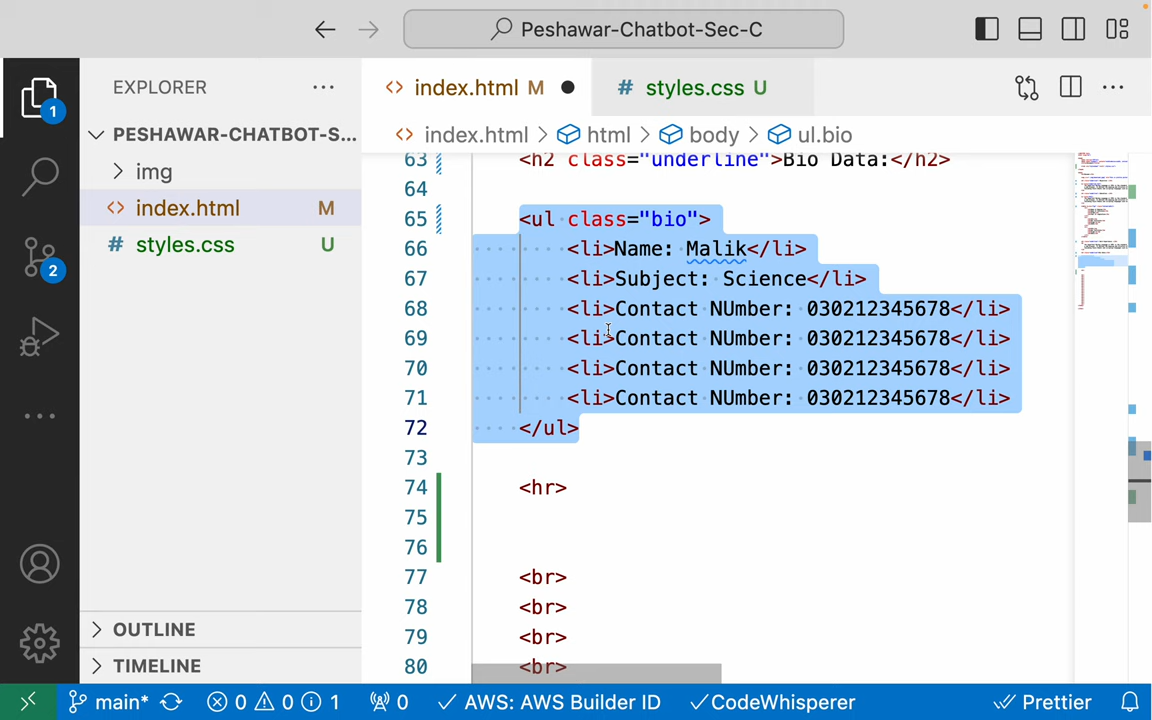 Peshawar-Chatbot-Sec-C
EXPLORER
index.html M
styles.css U
1
PESHAWAR-CHATBOT-S...
index.html > html > body > ul.bio
img
index.html M
styles.css U
2
63 <h2 class="underline">Bio Data:</h2>
64
65 <ul class="bio">
66 <li>Name: Malik</li>
67 <li>Subject: Science</li>
68 <li>Contact NUmber: 030212345678</li>
69 <li>Contact NUmber: 030212345678</li>
70 <li>Contact NUmber: 030212345678</li>
71 <li>Contact NUmber: 030212345678</li>
72 </ul>
73
74 <hr>
75
76
77 <br>
78 <br>
79 <br>
80 <br>
OUTLINE
TIMELINE
main* 0 0 1 0 AWS: AWS Builder ID CodeWhisperer Prettier